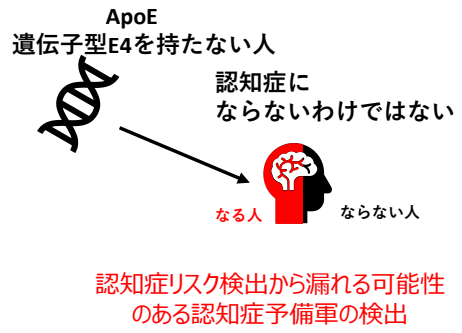 ApoE
遺伝子型E4を持たない人
認知症に
ならないわけではない
なる人
ならない人
認知症リスク検出から漏れる可能性
のある認知症予備軍の検出